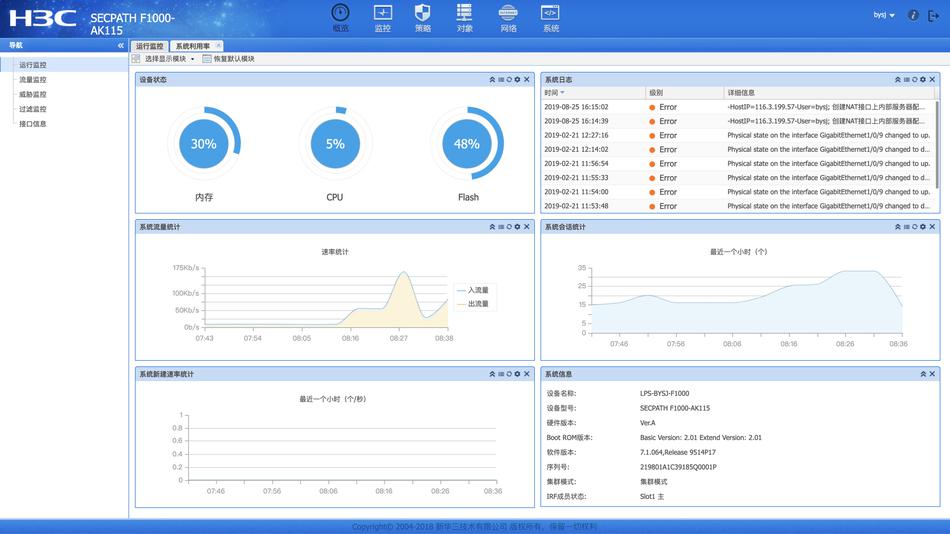 H3C
SECPATH F1000-
AK115
概览
监控
策略
对象
网络
系统
bysj
导航
运行监控
流量监控
威胁监控
过滤监控
接口信息
运行监控
系统利用率
选择显示模块
恢复默认模块
设备状态
30%
5%
48%
内存
CPU
Flash
系统日志
时间 级别 详细信息
2019-08-25 16:15:02 Error -HostIP=116.3.199.57-User=bysj; 创建NAT接口上内部服务器配...
2019-08-25 16:14:39 Error -HostIP=116.3.199.57-User=bysj; 创建NAT接口上内部服务器配...
2019-02-21 12:27:16 Error Physical state on the interface GigabitEthernet1/0/9 changed to up.
2019-02-21 12:14:02 Error Physical state on the interface GigabitEthernet1/0/9 changed to d...
2019-02-21 11:56:54 Error Physical state on the interface GigabitEthernet1/0/9 changed to up.
2019-02-21 11:55:33 Error Physical state on the interface GigabitEthernet1/0/9 changed to d...
2019-02-21 11:54:00 Error Physical state on the interface GigabitEthernet1/0/9 changed to up.
2019-02-21 11:53:48 Error Physical state on the interface GigabitEthernet1/0/9 changed to d...
系统流量统计
速率统计
175Kb/s
100Kb/s
50Kb/s
0b/s
07:43 07:54 08:05 08:16 08:27 08:38
入流量
出流量
系统会话统计
最近一个小时（个）
35
25
15
5
0
07:46 07:56 08:06 08:16 08:26 08:36
系统新建速率统计
最近一个小时（个/秒）
1
0.8
0.6
0.4
0.2
0
07:46 07:56 08:06 08:16 08:26 08:36
系统信息
设备名称: LPS-BYSJ-F1000
设备型号: SECPATH F1000-AK115
硬件版本: Ver.A
Boot ROM版本: Basic Version: 2.01 Extend Version: 2.01
软件版本: 7.1.064,Release 9514P17
序列号: 219801A1C39185Q0001P
集群模式: 集群模式
IRF成员状态: Slot1 主
Copyright© 2004-2018 新华三技术有限公司 版权所有，保留一切权利